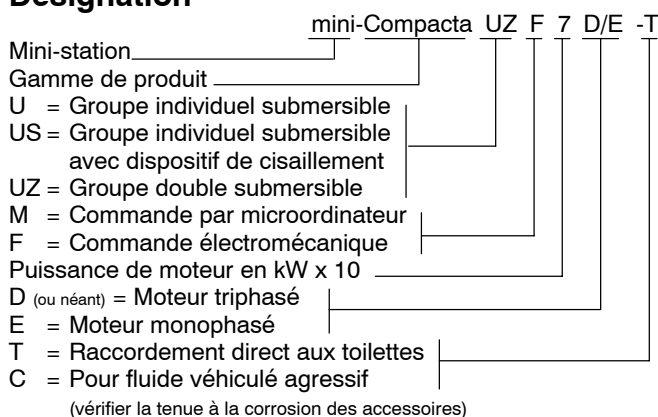 Désignation
mini-Compacta UZ F 7 D/E -T
Mini-station
Gamme de produit
U = Groupe individuel submersible
US = Groupe individuel submersible
avec dispositif de cisaillement
UZ = Groupe double submersible
M = Commande par microordinateur
F = Commande électromécanique
Puissance de moteur en kW x 10
D (ou néant) = Moteur triphasé
E = Moteur monophasé
T = Raccordement direct aux toilettes
C = Pour fluide véhiculé agressif
(vérifier la tenue à la corrosion des accessoires)